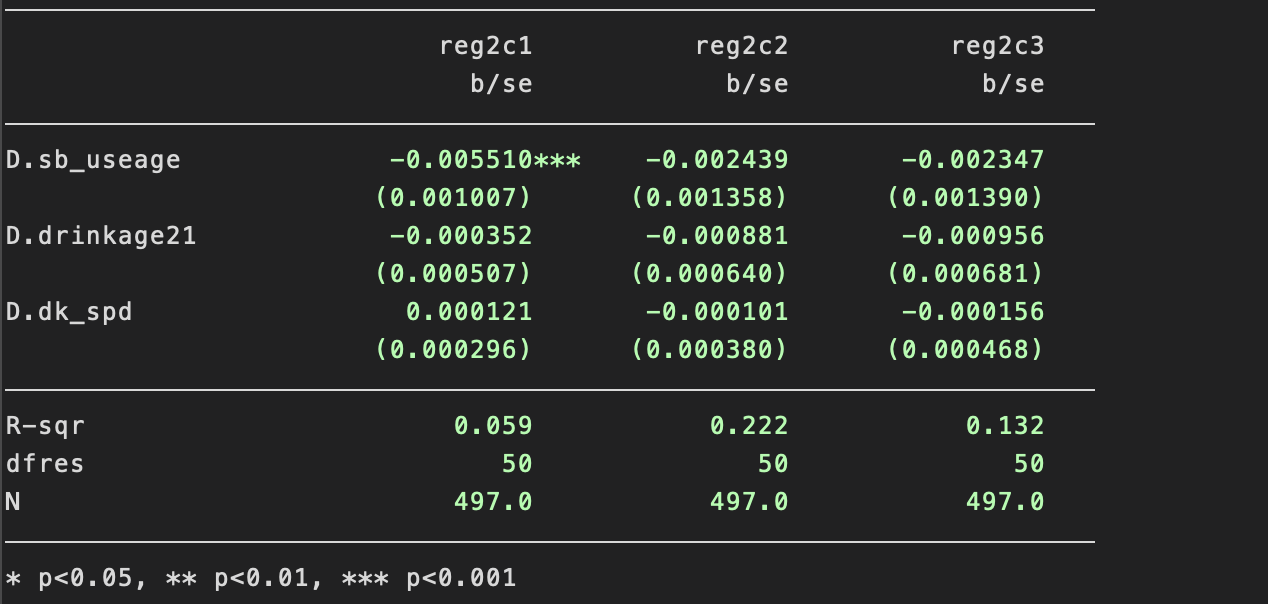 reg2c1 reg2c2 reg2c3
b/se b/se b/se
D.sb_useage -0.005510*** -0.002439 -0.002347
(0.001007) (0.001358) (0.001390)
D.drinkage21 -0.000352 -0.000881 -0.000956
(0.000507) (0.000640) (0.000681)
D.dk_spd 0.000121 -0.000101 -0.000156
(0.000296) (0.000380) (0.000468)
R-sqr 0.059 0.222 0.132
dfres 50 50 50
N 497.0 497.0 497.0
* p<0.05, ** p<0.01, *** p<0.001